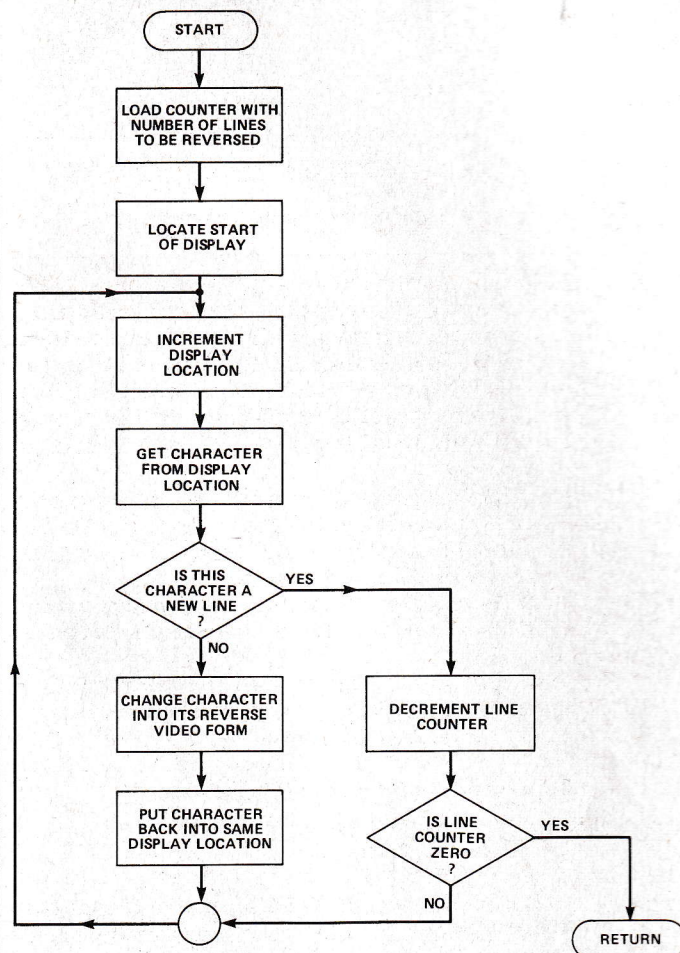 START
LOAD COUNTER WITH
NUMBER OF LINES
TO BE REVERSED
LOCATE START
OF DISPLAY
INCREMENT
DISPLAY
LOCATION
GET CHARACTER
FROM DISPLAY
LOCATION
IS THIS
CHARACTER A
NEW LINE
?
YES
NO
CHANGE CHARACTER
INTO ITS REVERSE
VIDEO FORM
DECREMENT LINE
COUNTER
PUT CHARACTER
BACK INTO SAME
DISPLAY LOCATION
IS LINE
COUNTER
ZERO
?
YES
NO
RETURN